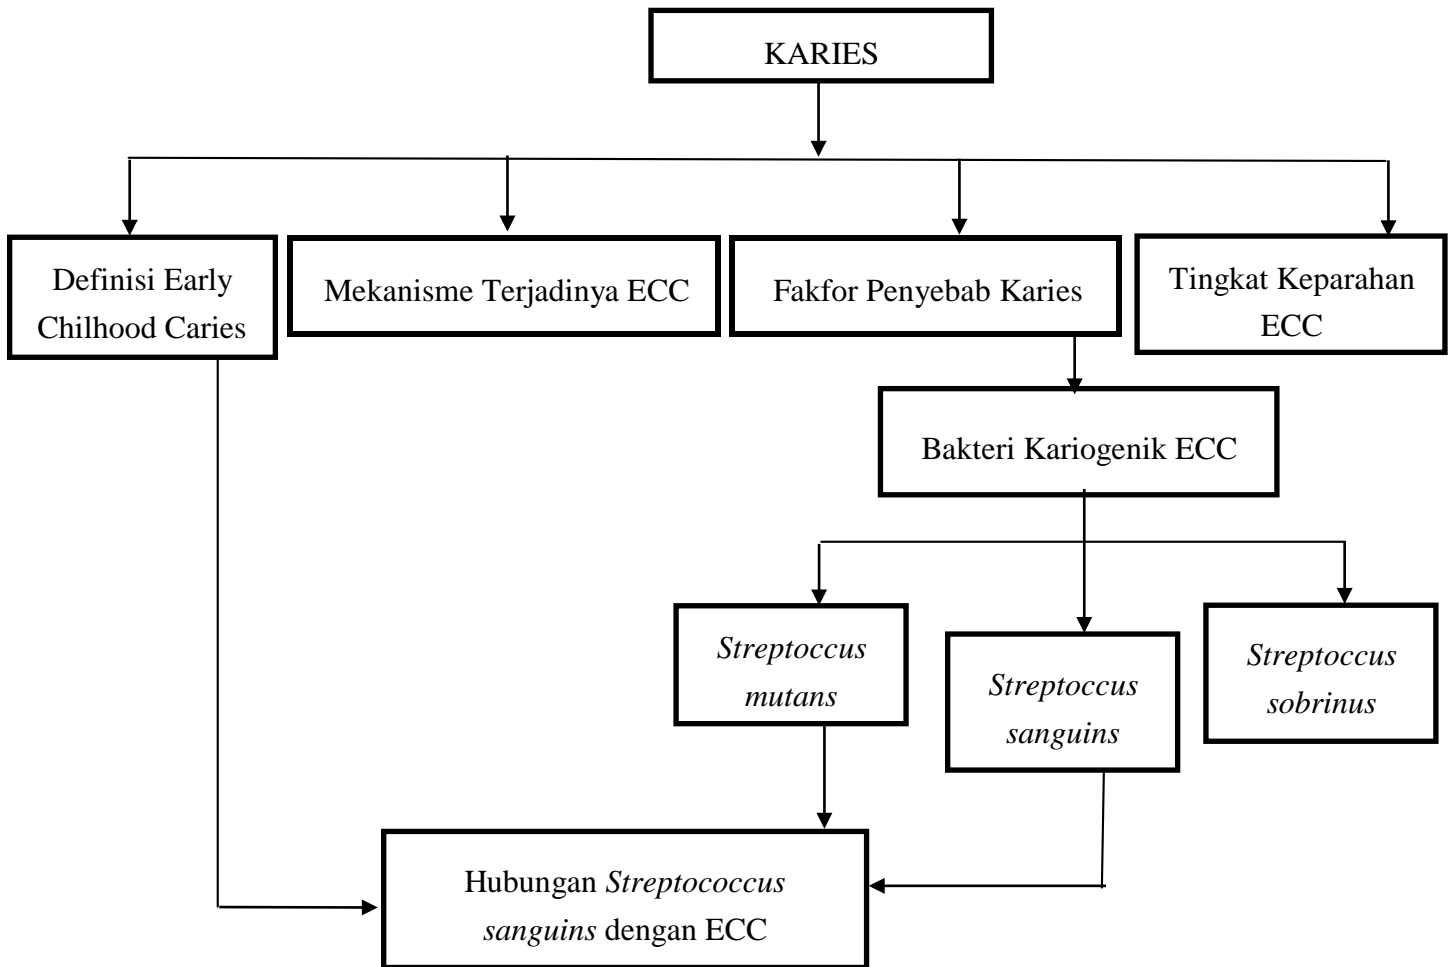 KARIES
Definisi Early
Chilhood Caries
Mekanisme Terjadinya ECC
Fakfor Penyebab Karies
Tingkat Keparahan
ECC
Bakteri Kariogenik ECC
Streptoccus
mutans
Streptoccus
sanguins
Streptoccus
sobrinus
Hubungan Streptococcus
sanguins dengan ECC